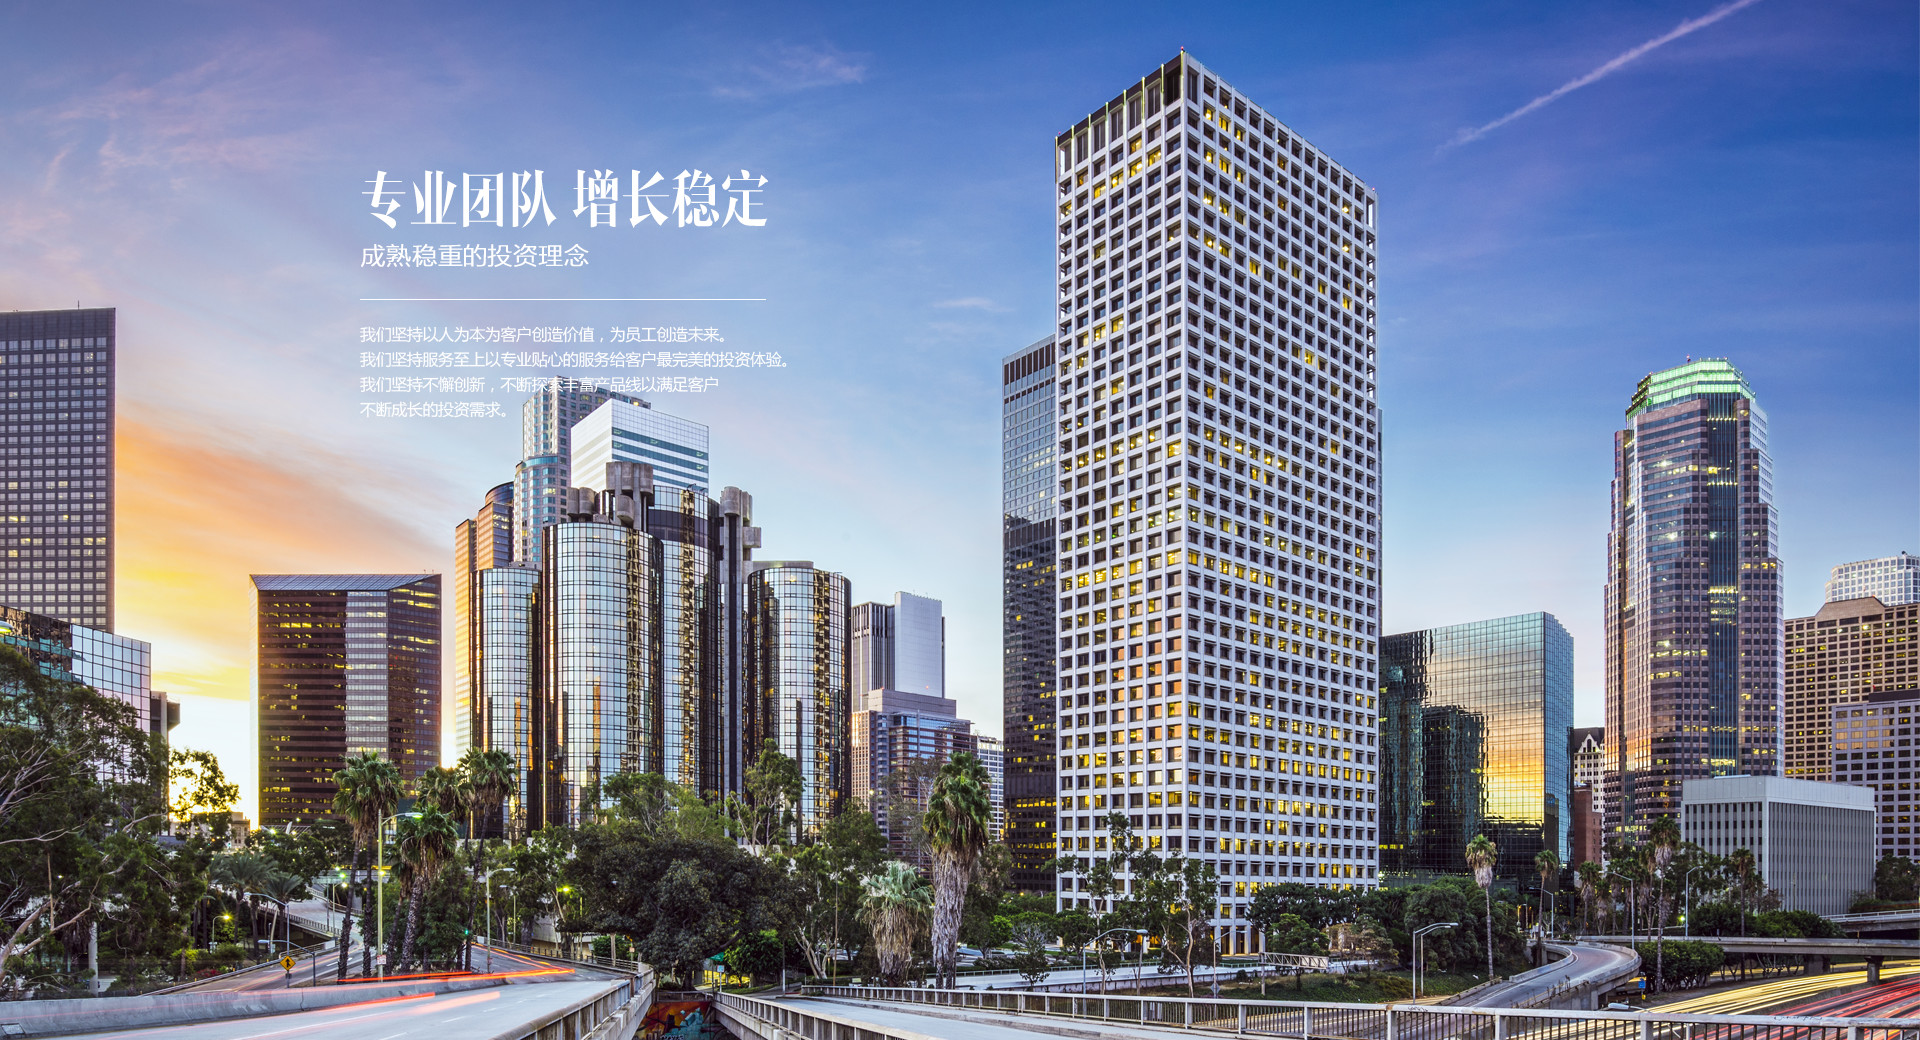 专业团队 增长稳定
成熟稳重的投资理念
我们坚持以人为本为客户创造价值，为员工创造未来。
我们坚持服务至上以专业贴心的服务给客户最完美的投资体验。
我们坚持不懈创新，不断探索丰富产品线以满足客户
不断成长的投资需求。